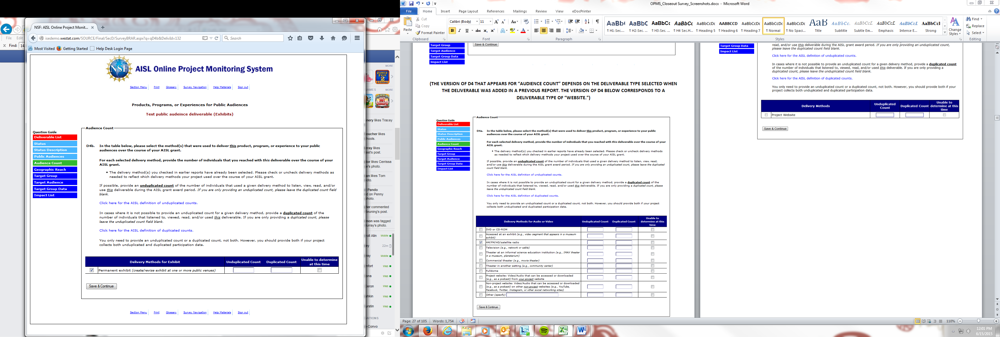 NSF: AISL Online Project Monit...
isedemo.westat.com/SOURCE/Final/SecD/SurveyBRAR.aspx?q=qD4b&DelivId=132
Search
File Edit
Most Visited Getting Started Help Desk Login Page
Find: 14
NSF AISL Online Project Monitoring System
Section Menu Print Glossary Survey Navigation Help Materials Sign out
Products, Programs, or Experiences for Public Audiences
Test public audeince deliverable (Exhibits)
Audience Count
Question Guide
Deliverable List
Status
Status Description
Public Audiences
Audience Count
Geographic Reach
Target Group
Target Audience
Target Group Data
Impact List
D4b. In the table below, please select the method(s) that were used to deliver this product, program, or experience to your public
audiences over the course of your AISL grant.
For each selected delivery method, provide the number of individuals that you reached with this deliverable over the course of your
AISL grant.
• The delivery method(s) you checked in earlier reports have already been selected. Please check or uncheck delivery methods as
needed to reflect which delivery methods your project used over the course of your AISL grant.
If possible, provide an unduplicated count of the number of individuals that used a given delivery method to listen, view, read, and/or
use this deliverable during the AISL grant award period. If you are only providing an unduplicated count, please leave the duplicated count field
blank.
Click here for the AISL definition of unduplicated counts.
In cases where it is not possible to provide an unduplicated count for a given delivery method, provide a duplicated count of the
number of individuals that listened to, viewed, read, and/or used this deliverable. If you are only providing a duplicated count, please
leave the unduplicated count field blank.
Click here for the AISL definition of duplicated counts.
You only need to provide an unduplicated count or a duplicated count, not both. However, you should provide both if your project
collects both unduplicated and duplicated participation data.
Delivery Methods for Exhibit Unduplicated Count Duplicated Count Unable to determine
at this time
Permanent exhibit (create/revise exhibit at one or more public venues)
Save & Continue
Section Menu Print Glossary Survey Navigation Help Materials Sign out
MORE
FAMILY FEUD 2 & friends!
GAMES MORE
nery likes Tracey
oucher likes
hools.
rray likes
ast's post.
lor likes Cerrissa
w's photo.
an likes Tom
oto.
Pando
d on Penny
photo.
ller commented
Reuning's post.
mon was tagged
urray's photo.
roll Alin Mobile
ey 22m
ray Mobile
mfort Web
ona Web
Ceron Web
shkin Web
urstin Web
SATIONS
-Convo
OPMS_Closeout Survey_Screenshots.docx - Microsoft Word
File Home Insert Page Layout References Mailings Review View eDocPrinter
Paste
Cut
Copy
Format Painter
Clipboard
Calibri (Body) 11
Font
Paragraph
¶ H1-Sec.... ¶ H2-Sec. ... ¶ H3-Sec. ... ¶ H4 Sec.H... ¶ Heading 5 ¶ Heading 6 ¶ Heading 7 ¶ Normal ¶ No Spaci... Title Subtitle Subtle Em... Emphasis Intense E... Strong
Change
Styles
Styles
Find
Replace
Select
Editing
Target Group
Target Audience
Target Group Data
Impact List
Save & Continue
(THE VERSION OF D4 THAT APPEARS FOR “AUDIENCE COUNT” DEPENDS ON THE DELIVERABLE TYPE SELECTED WHEN
THE DELIVERABLE WAS ADDED IN A PREVIOUS REPORT. THE VERSION OF D4 BELOW CORRESPONDS TO A
DELIVERABLE TYPE OF “WEBSITE.”)
Audience Count
Question Guide
Deliverable List
Status
Status Description
Public Audiences
Audience Count
Geographic Reach
Target Group
Target Audience
Target Group Data
Impact List
D4a. In the table below, please select the method(s) that were used to deliver this product, program, or experience to your public
audiences over the course of your AISL grant.
For each selected delivery method, provide the number of individuals that you reached with this deliverable over the course of your
AISL grant.
• The delivery method(s) you checked in earlier reports have already been selected. Please check or uncheck delivery methods
as needed to reflect which delivery methods your project used over the course of your AISL grant.
If possible, provide an unduplicated count of the number of individuals that used a given delivery method to listen, view, read,
and/or use this deliverable during the AISL grant award period. If you are only providing an unduplicated count, please leave the duplicated
count field blank.
Click here for the AISL definition of unduplicated counts.
In cases where it is not possible to provide an unduplicated count for a given delivery method, provide a duplicated count of the
number of individuals that listened to, viewed, read, and/or used this deliverable. If you are only providing a duplicated count, please
leave the unduplicated count field blank.
Click here for the AISL definition of duplicated counts.
You only need to provide an unduplicated count or a duplicated count, not both. However, you should provide both if your project
collects both unduplicated and duplicated participation data.
Delivery Methods for Audio or Video Unduplicated Count Duplicated Count Unable to
determine at this
time
DVD or CD-ROM
Accessed at an exhibit (e.g., video segment that appears in a museum
exhibit)
AM/FM/HD/satellite radio
Television (e.g., network or cable)
Theater at an informal science education institution (e.g., IMAX theater
in a museum, planetarium)
Commercial theater (e.g., movie theater)
Theater in another setting (e.g., community center)
Fulldome
Project website: Video/Audio that can be accessed or downloaded
(e.g., as a podcast) from your project website
Non-project website: Video/Audio that can be accessed or downloaded
(e.g., as a podcast) on other non-project websites (e.g., YouTube,
Facebook, Twitter, Instagram, or other social networking sites)
Other (specify)
Save & Continue
Target Group Data
Impact List
read, and/or use this deliverable during the AISL grant award period. If you are only providing an unduplicated count,
please leave the duplicated count field blank.
Click here for the AISL definition of unduplicated counts.
In cases where it is not possible to provide an unduplicated count for a given delivery method, provide a duplicated count
of the number of individuals that listened to, viewed, read, and/or used this deliverable. If you are only providing a
duplicated count, please leave the unduplicated count field blank.
Click here for the AISL definition of duplicated counts.
You only need to provide an unduplicated count or a duplicated count, not both. However, you should provide both if your
project collects both unduplicated and duplicated participation data.
Delivery Methods Unduplicated
Count Duplicated Count Unable to
determine at this
time
Project Website
Save & Continue
Page: 27 of 105 Words: 1,754 110%
12:01 PM
6/15/2015